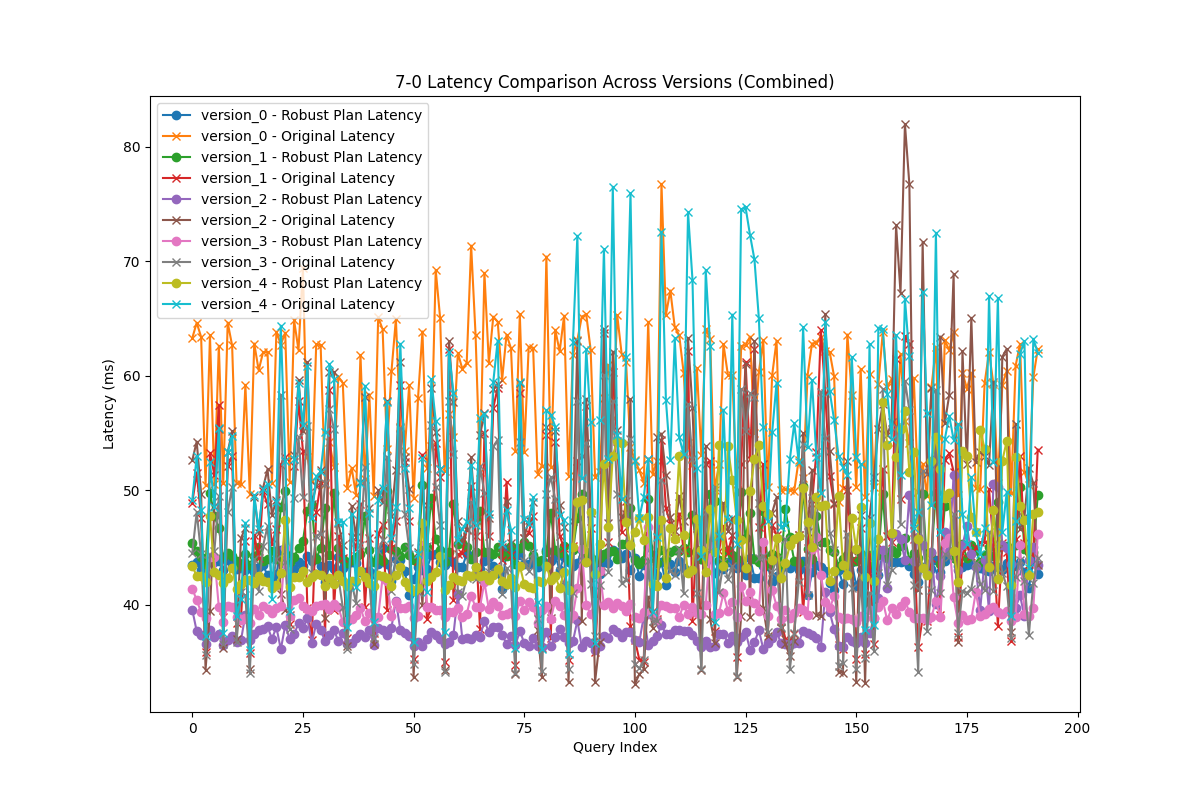 7-0 Latency Comparison Across Versions (Combined)
version_0 - Robust Plan Latency
version_0 - Original Latency
version_1 - Robust Plan Latency
version_1 - Original Latency
version_2 - Robust Plan Latency
version_2 - Original Latency
version_3 - Robust Plan Latency
version_3 - Original Latency
version_4 - Robust Plan Latency
version_4 - Original Latency
Latency (ms)
80
70
60
50
40
0 25 50 75 100 125 150 175 200
Query Index